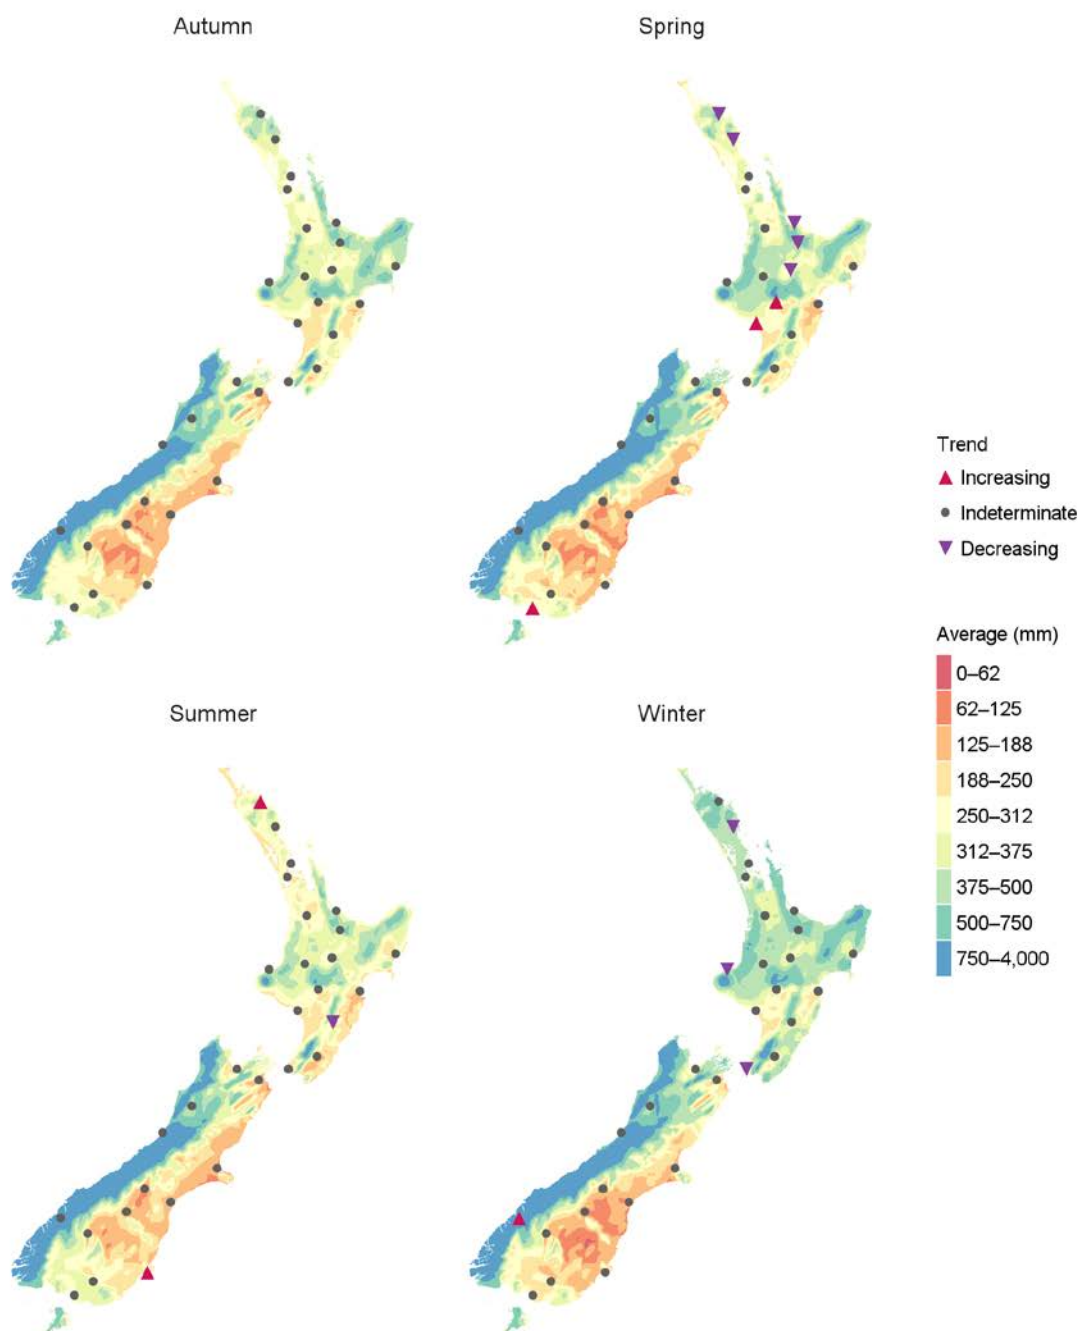 Autumn
Spring
Trend
Increasing
Indeterminate
Decreasing
Average (mm)
0–62
62–125
125–188
188–250
250–312
312–375
375–500
500–750
750–4,000
Summer
Winter